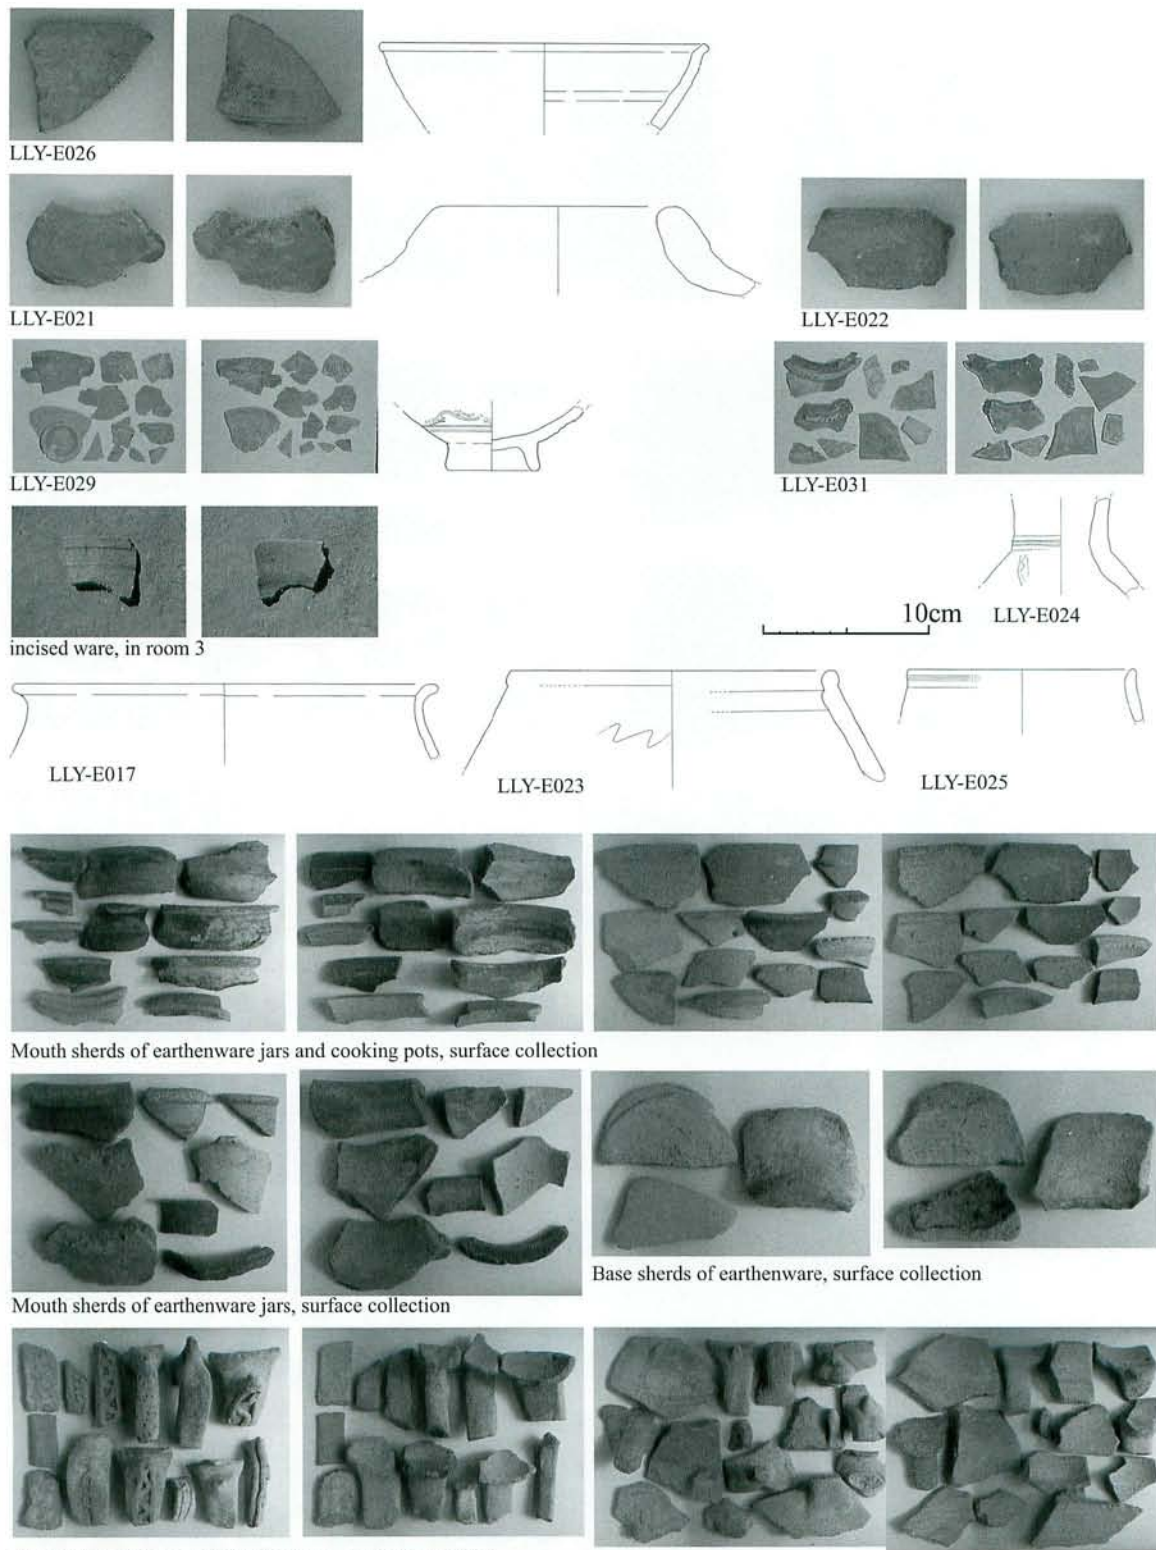 LLY-E026
LLY-E021
LLY-E022
LLY-E029
LLY-E031
incised ware, in room 3
10cm
LLY-E024
LLY-E017
LLY-E023
LLY-E025
Mouth sherds of earthenware jars and cooking pots, surface collection
Base sherds of earthenware, surface collection
Mouth sherds of earthenware jars, surface collection